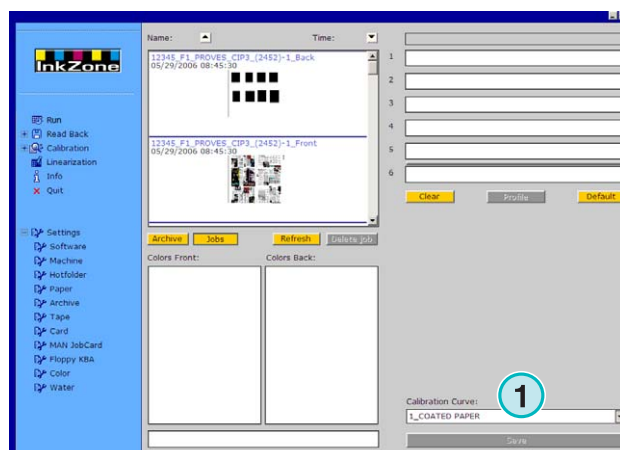 Name:
Time:
InkZone
12345_F1_PROVES_CIP3_(2452)-1_Back
05/29/2006 08:45:30
12345_F1_PROVES_CIP3_(2452)-1_Front
05/29/2006 08:45:30
1
2
3
4
5
6
Run
Read Back
Calibration
Linearization
Info
Quit
Clear
Profile
Default
Settings
Software
Machine
Hotfolder
Paper
Archive
Tape
Card
MAN JobCard
Floppy KBA
Color
Water
Archive
Jobs
Refresh
Delete job
Colors Front:
Colors Back:
1
Calibration Curve:
1_COATED PAPER
Save